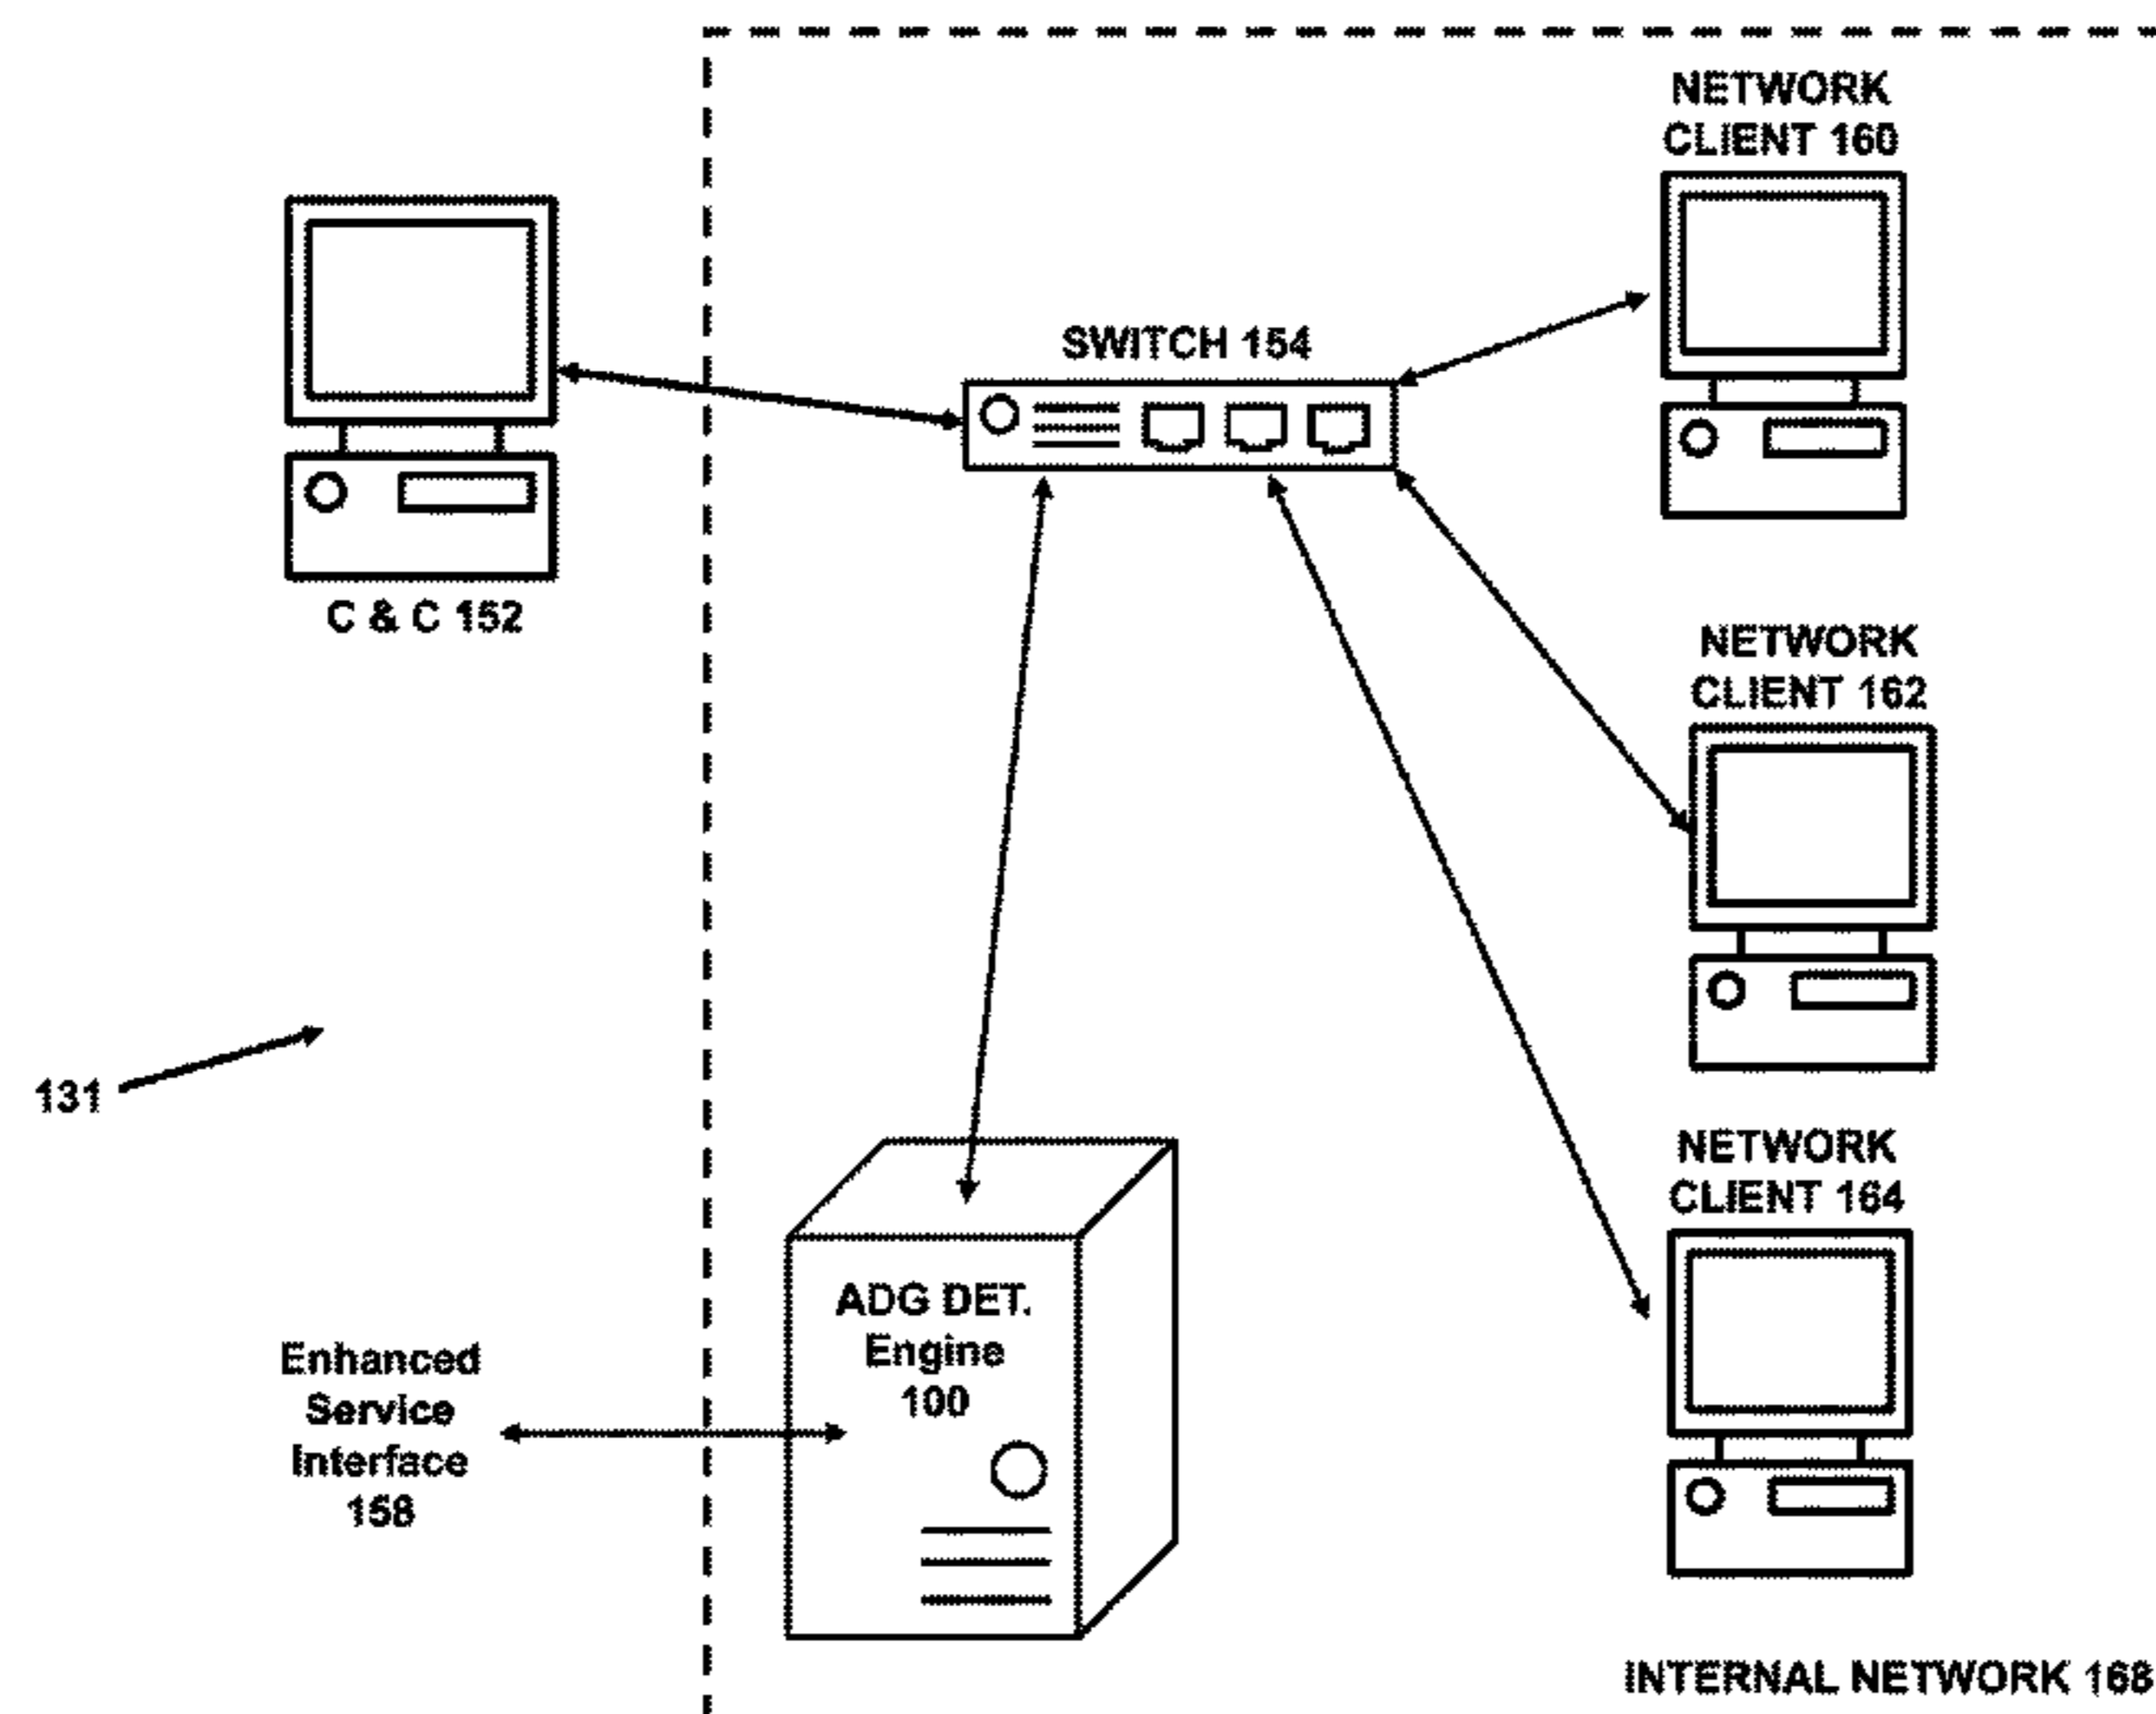 NETWORK
CLIENT 160
SWITCH 154
C & C 152
NETWORK
CLIENT 162
131
NETWORK
CLIENT 164
ADG DET.
Engine
100
Enhanced
Service
Interface
158
INTERNAL NETWORK 168